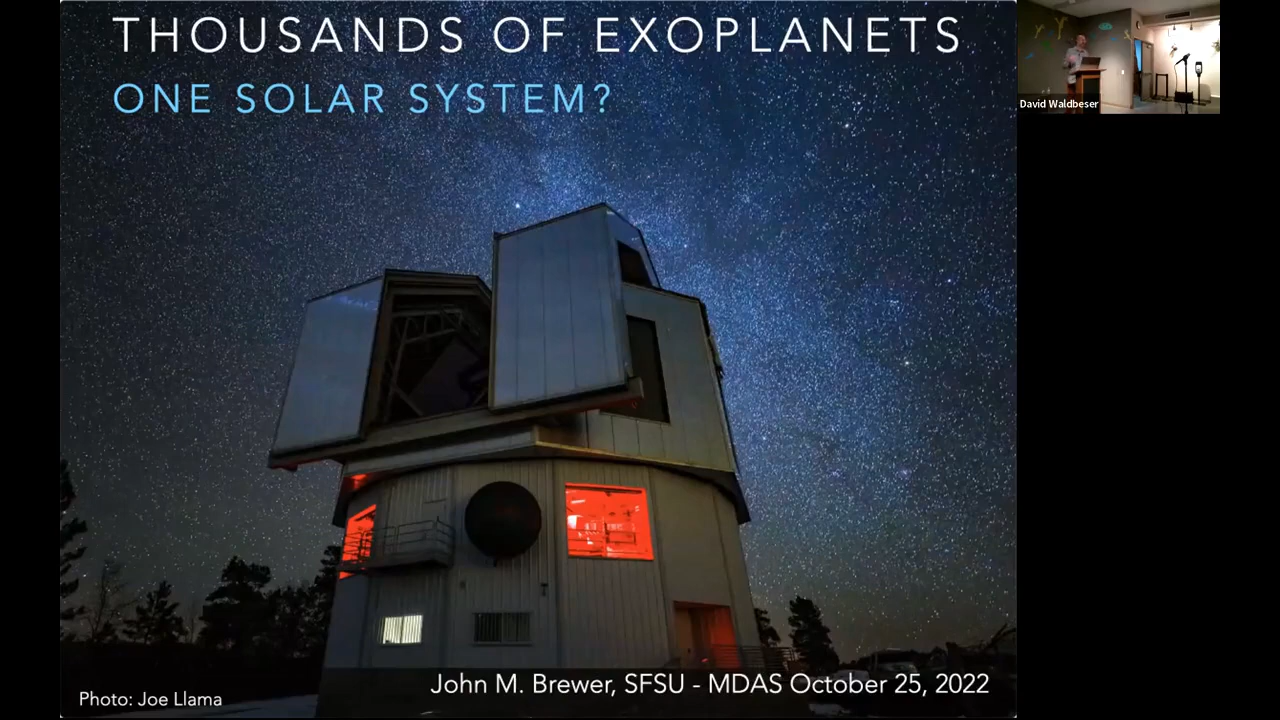 THOUSANDS OF EXOPLANETS
ONE SOLAR SYSTEM?
David Waldbeser
John M. Brewer, SFSU - MDAS October 25, 2022
Photo: Joe Llama